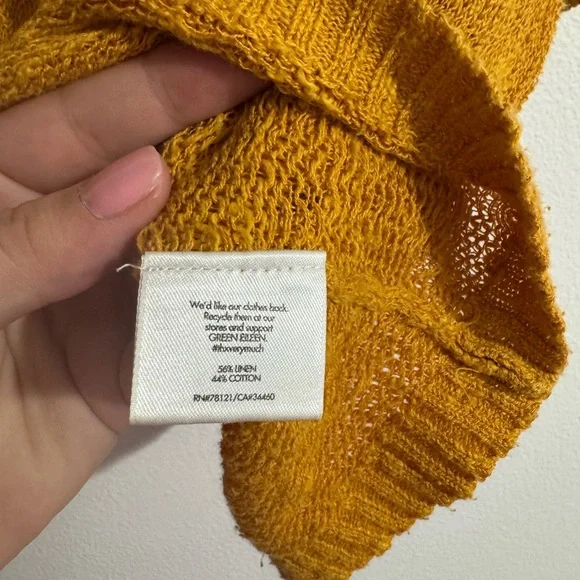 We'd like our clothes back.
Recycle them at our
stores and support
GREEN EILEEN.
#thxverymuch
56% LINEN
44% COTTON
RN#78121/CA#34460